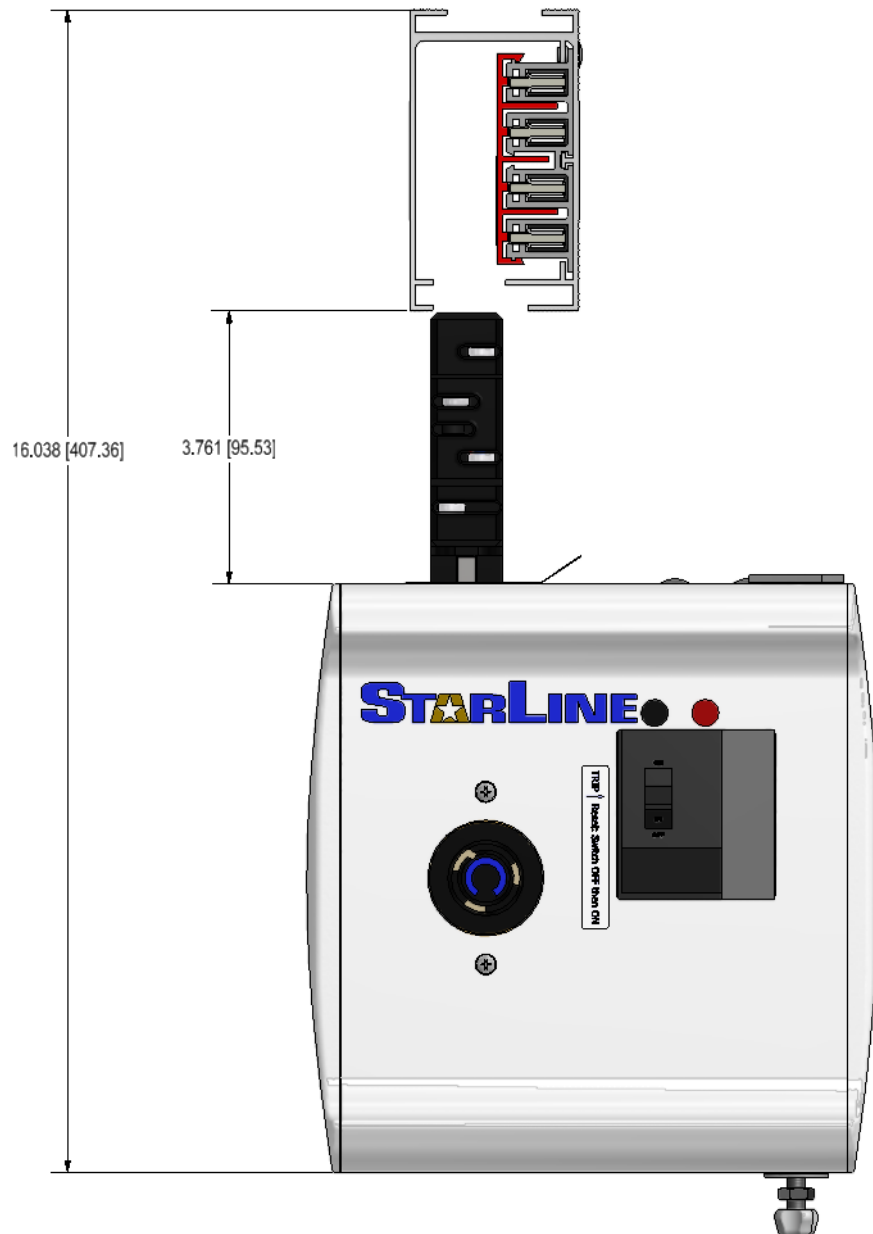 16.038 [407.36]
3.761 [95.53]
STARLINE
TRIP Reset: Switch OFF then ON